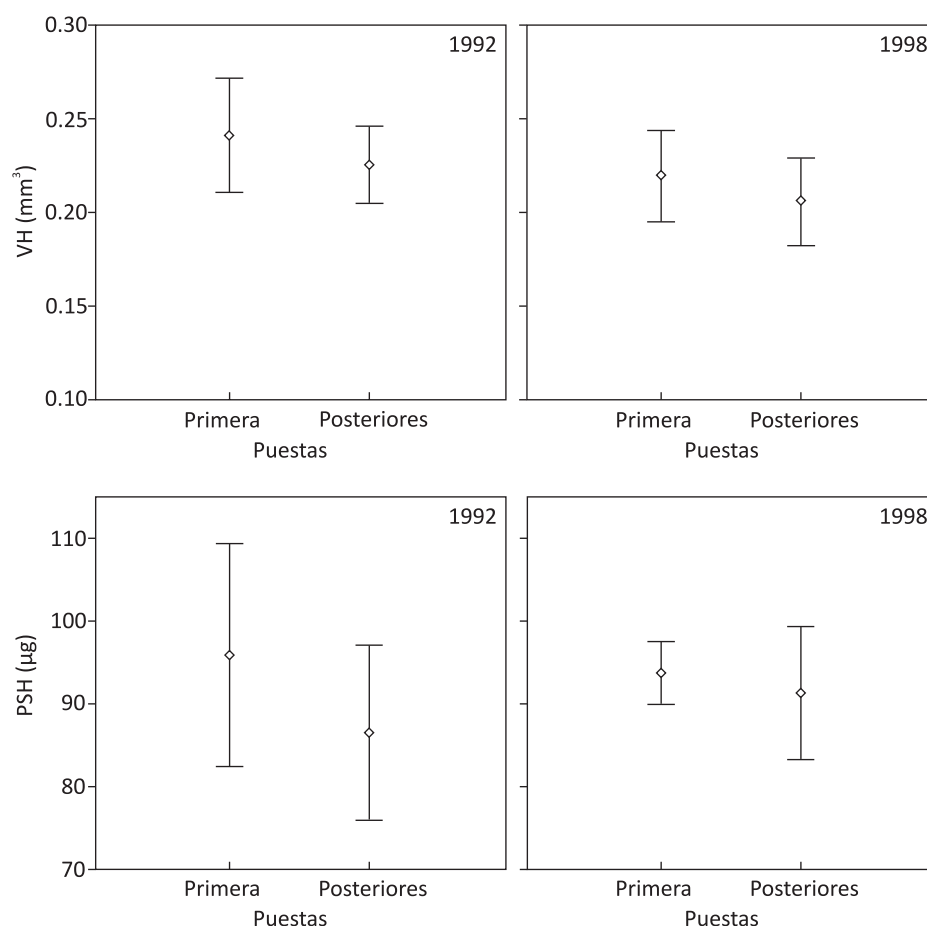 0.30
0.25
0.20
0.15
0.10
VH (mm³)
1992
Primera Posteriores
Puestas
1998
Primera Posteriores
Puestas
110
100
90
80
70
PSH (µg)
1992
Primera Posteriores
Puestas
1998
Primera Posteriores
Puestas